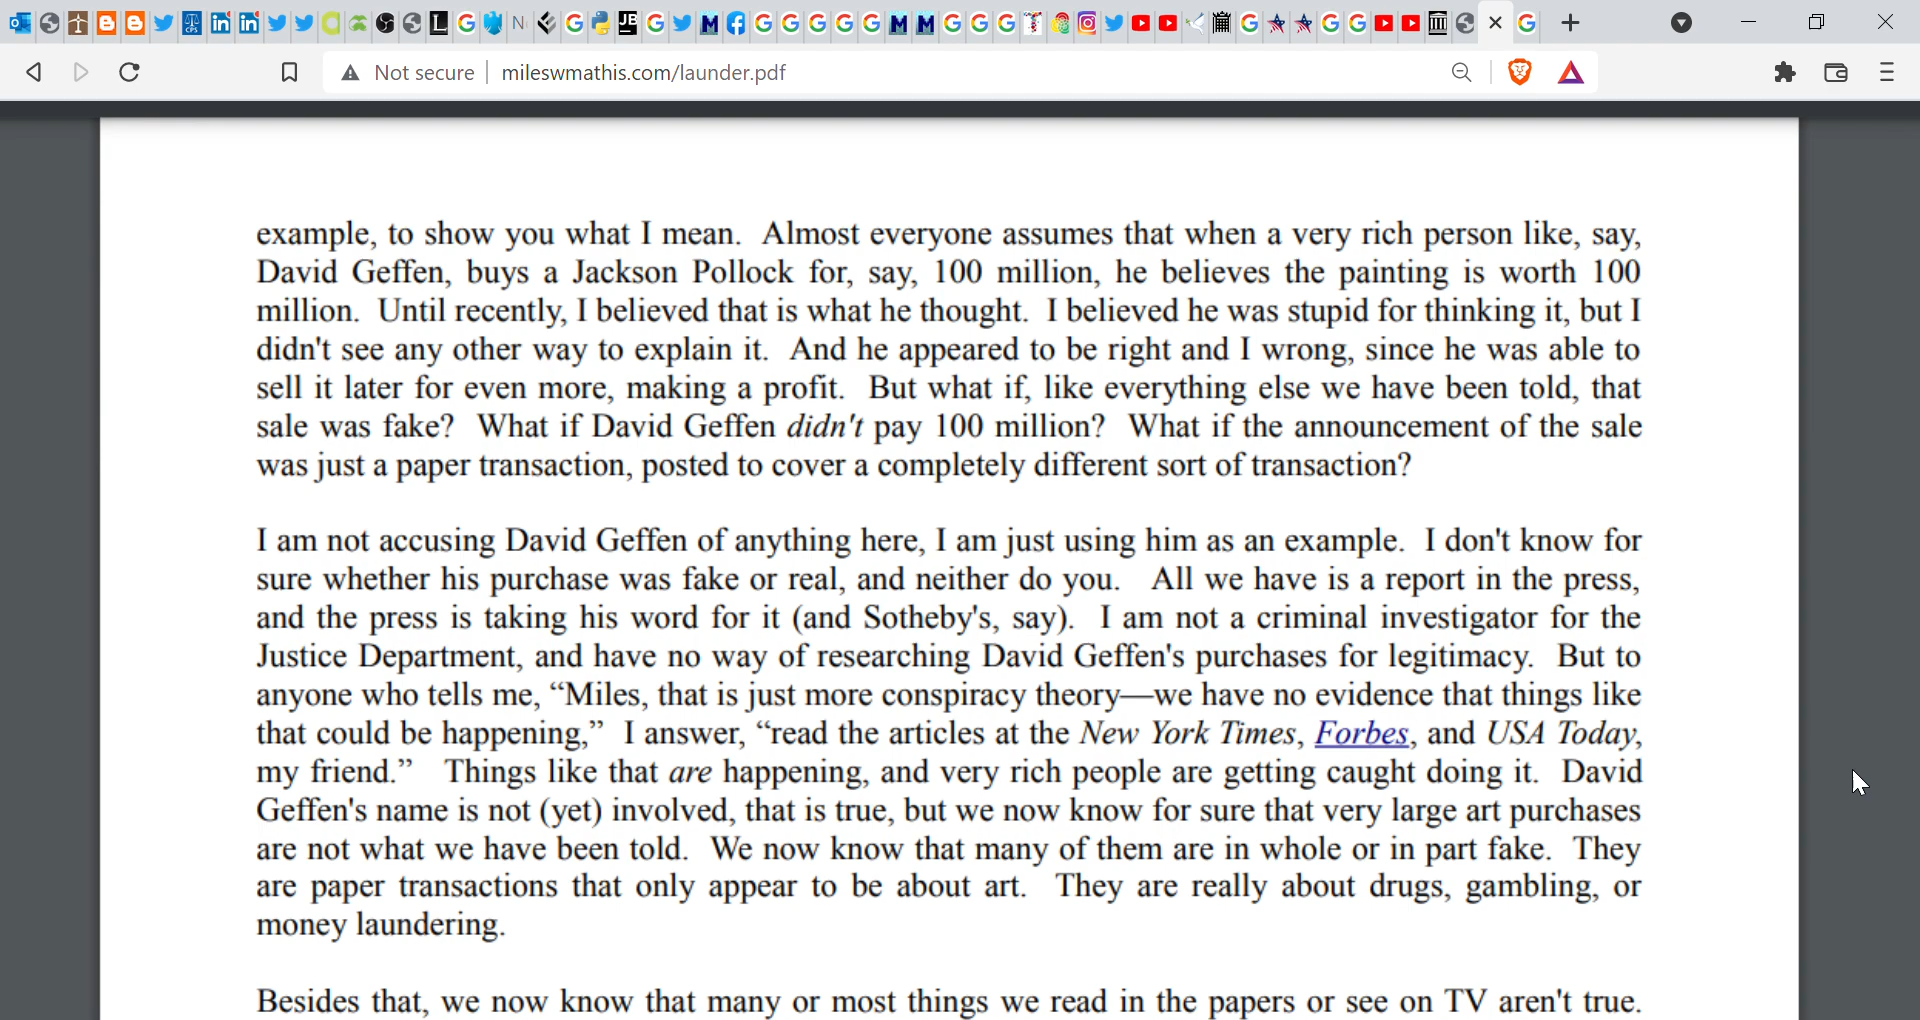 Not secure
mileswmathis.com/launder.pdf
example, to show you what I mean. Almost everyone assumes that when a very rich person like, say,
David Geffen, buys a Jackson Pollock for, say, 100 million, he believes the painting is worth 100
million. Until recently, I believed that is what he thought. I believed he was stupid for thinking it, but I
didn't see any other way to explain it. And he appeared to be right and I wrong, since he was able to
sell it later for even more, making a profit. But what if, like everything else we have been told, that
sale was fake? What if David Geffen didn't pay 100 million? What if the announcement of the sale
was just a paper transaction, posted to cover a completely different sort of transaction?
I am not accusing David Geffen of anything here, I am just using him as an example. I don't know for
sure whether his purchase was fake or real, and neither do you. All we have is a report in the press,
and the press is taking his word for it (and Sotheby's, say). I am not a criminal investigator for the
Justice Department, and have no way of researching David Geffen's purchases for legitimacy. But to
anyone who tells me, “Miles, that is just more conspiracy theory—we have no evidence that things like
that could be happening,” I answer, “read the articles at the New York Times, Forbes, and USA Today,
my friend.” Things like that are happening, and very rich people are getting caught doing it. David
Geffen's name is not (yet) involved, that is true, but we now know for sure that very large art purchases
are not what we have been told. We now know that many of them are in whole or in part fake. They
are paper transactions that only appear to be about art. They are really about drugs, gambling, or
money laundering.
Besides that, we now know that many or most things we read in the papers or see on TV aren't true.